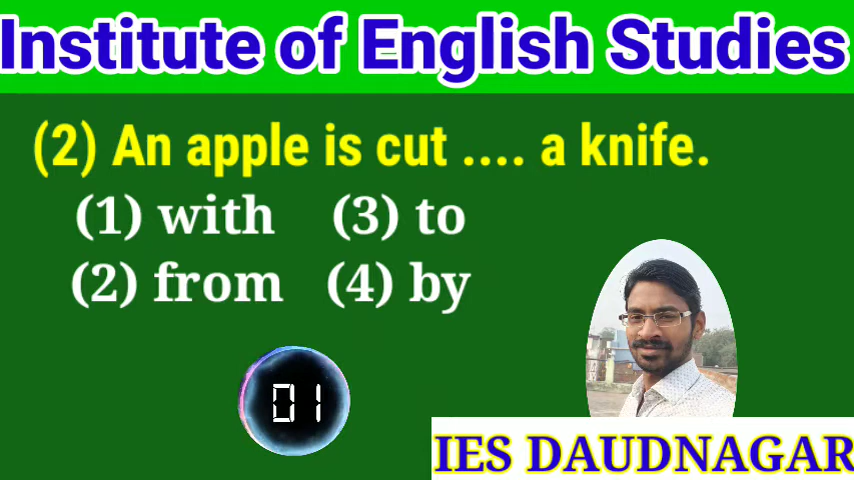 Institute of English Studies
(2) An apple is cut .... a knife.
(1) with (3) to
(2) from (4) by
01
IES DAUDNAGAR